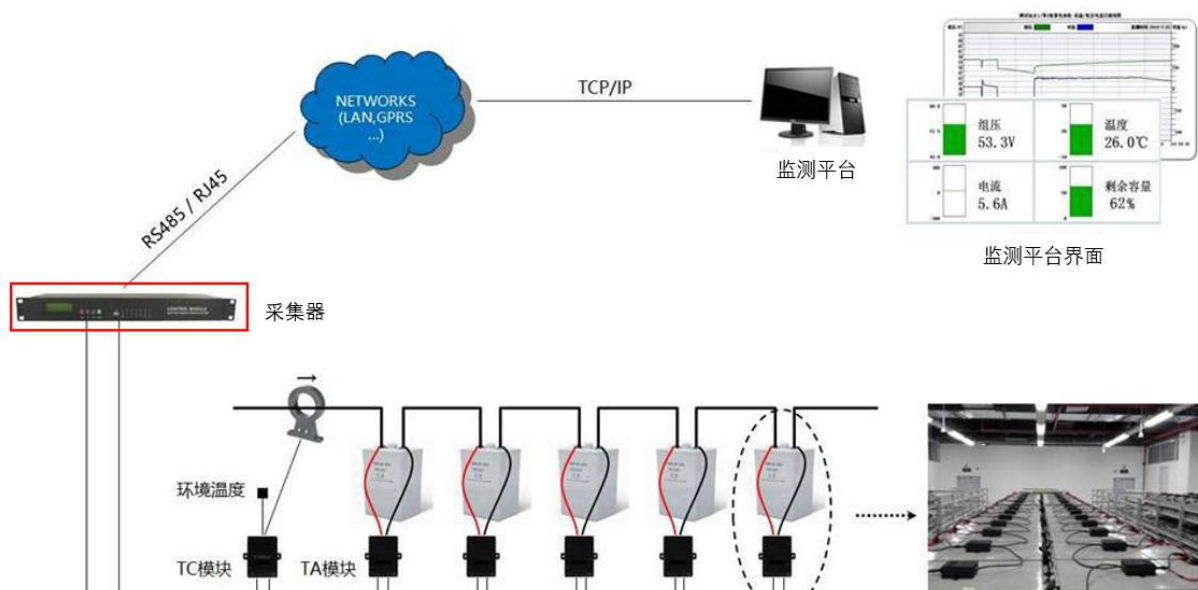 NETWORKS
(LAN,GPRS
...)
TCP/IP
监测平台
组压
53.3V
温度
26.0℃
电流
5.6A
剩余容量
62%
监测平台界面
RS485 / RJ45
采集器
CONTROL MODULE
环境温度
TC模块
TA模块